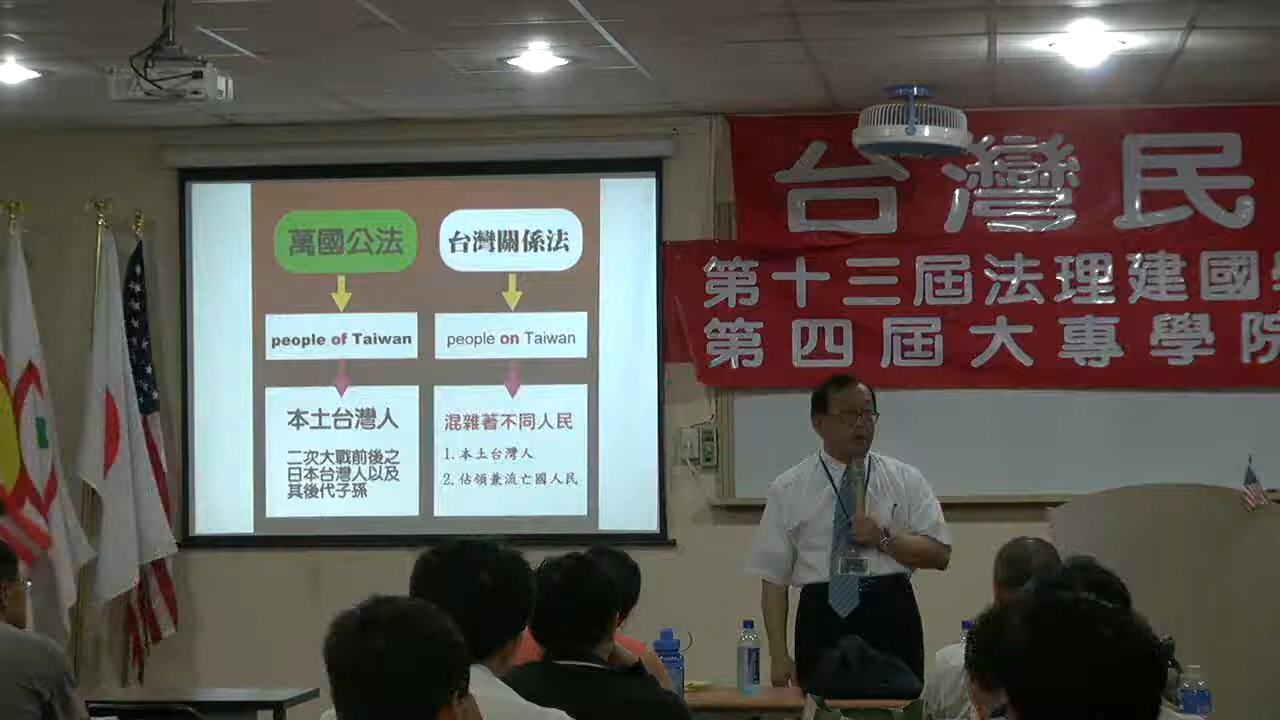 萬國公法
台灣關係法
people of Taiwan
people on Taiwan
本土台灣人
二次大戰前後之
日本台灣人以及
其後代子孫
混雜著不同人民
1. 本土台灣人
2. 佔領兼流亡國人民
台灣民
第十三屆法理建國
第四屆大專學院